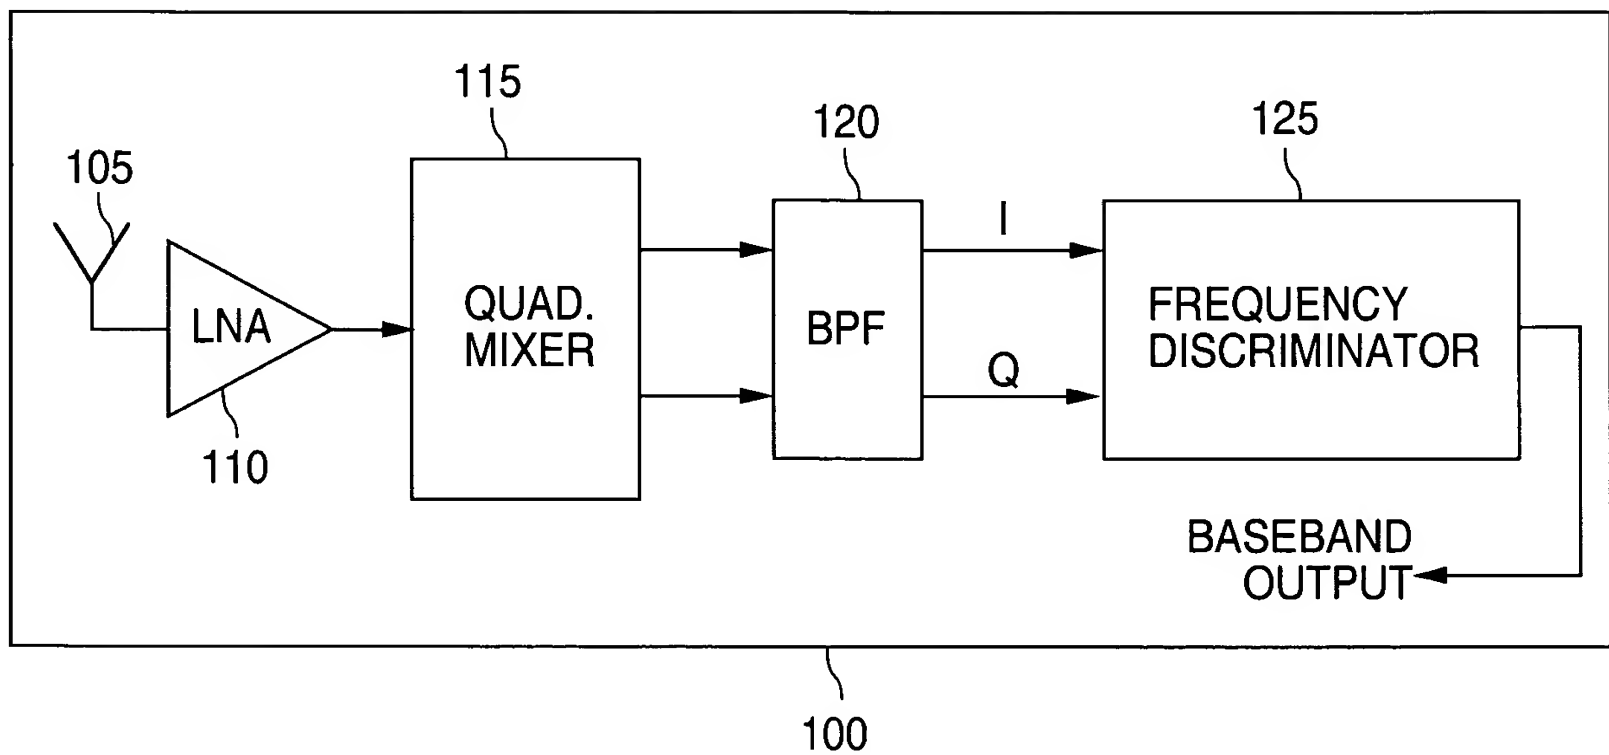 115
120
125
105
I
LNA
QUAD.
MIXER
BPF
FREQUENCY
DISCRIMINATOR
Q
110
BASEBAND
OUTPUT
100